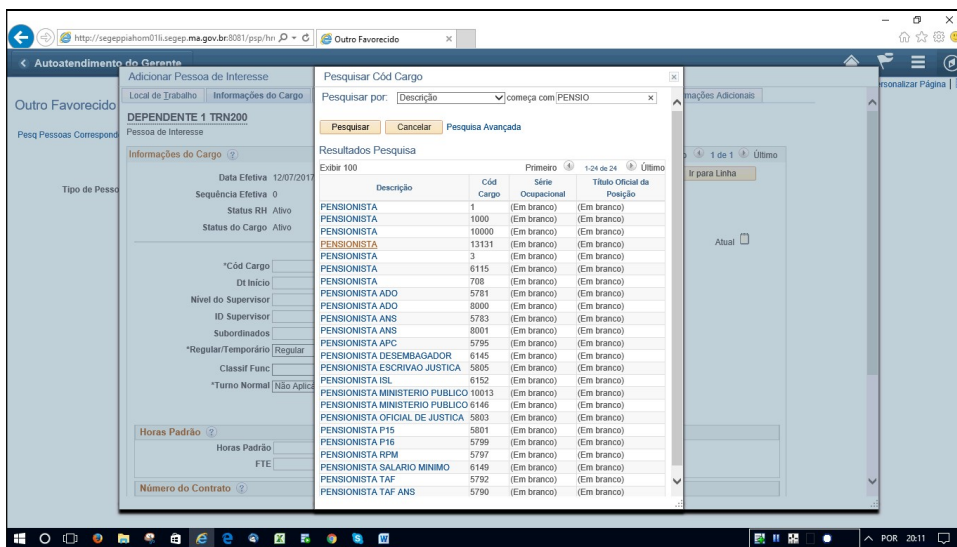 http://segeppiahom01li.segep.ma.gov.br:8081/psp/hri
Outro Favorecido
Autoatendimento do Gerente
Personalizar Página
Outro Favorecido
Pesq Pessoas Correspond
Tipo de Pesso
Adicionar Pessoa de Interesse
Local de Trabalho
Informações do Cargo
mações Adicionais
DEPENDENTE 1 TRN200
Pessoa de Interesse
Informações do Cargo
1 de 1
Último
Ir para Linha
Data Efetiva 12/07/2017
Sequência Efetiva 0
Status RH Ativo
Status do Cargo Ativo
Atual
*Cód Cargo
Dt Início
Nível do Supervisor
ID Supervisor
Subordinados
*Regular/Temporário Regular
Classif Func
*Turno Normal Não Aplica
Horas Padrão
Horas Padrão
FTE
Número do Contrato
Pesquisar Cód Cargo
Pesquisar por: Descrição começa com PENSIO
Pesquisar Cancelar Pesquisa Avançada
Resultados Pesquisa
Exibir 100 Primeiro 1-24 de 24 Último
Descrição Cód Cargo Série Ocupacional Título Oficial da Posição
PENSIONISTA 1 (Em branco) (Em branco)
PENSIONISTA 1000 (Em branco) (Em branco)
PENSIONISTA 10000 (Em branco) (Em branco)
PENSIONISTA 13131 (Em branco) (Em branco)
PENSIONISTA 3 (Em branco) (Em branco)
PENSIONISTA 6115 (Em branco) (Em branco)
PENSIONISTA 708 (Em branco) (Em branco)
PENSIONISTA ADO 5781 (Em branco) (Em branco)
PENSIONISTA ADO 8000 (Em branco) (Em branco)
PENSIONISTA ANS 5783 (Em branco) (Em branco)
PENSIONISTA ANS 8001 (Em branco) (Em branco)
PENSIONISTA APC 5795 (Em branco) (Em branco)
PENSIONISTA DESEMBAGADOR 6145 (Em branco) (Em branco)
PENSIONISTA ESCRIVAO JUSTICA 5805 (Em branco) (Em branco)
PENSIONISTA ISL 6152 (Em branco) (Em branco)
PENSIONISTA MINISTERIO PUBLICO 10013 (Em branco) (Em branco)
PENSIONISTA MINISTERIO PUBLICO 6146 (Em branco) (Em branco)
PENSIONISTA OFICIAL DE JUSTICA 5803 (Em branco) (Em branco)
PENSIONISTA P15 5801 (Em branco) (Em branco)
PENSIONISTA P16 5799 (Em branco) (Em branco)
PENSIONISTA RPM 5797 (Em branco) (Em branco)
PENSIONISTA SALARIO MINIMO 6149 (Em branco) (Em branco)
PENSIONISTA TAF 5792 (Em branco) (Em branco)
PENSIONISTA TAF ANS 5790 (Em branco) (Em branco)
POR 20:11